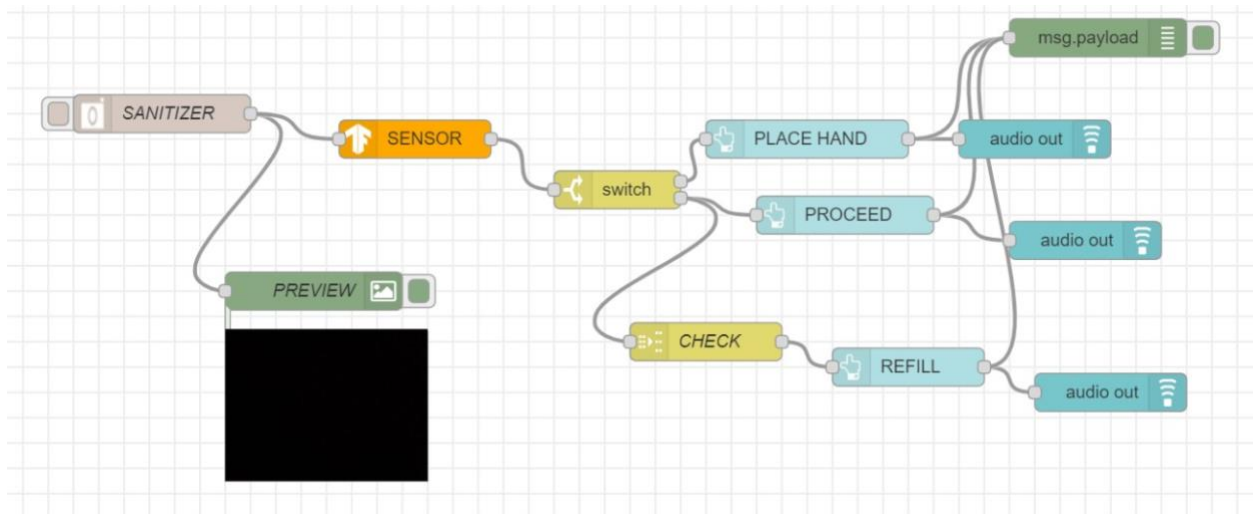 msg.payload
SANITIZER
SENSOR
PLACE HAND
audio out
switch
PROCEED
audio out
PREVIEW
CHECK
REFILL
audio out